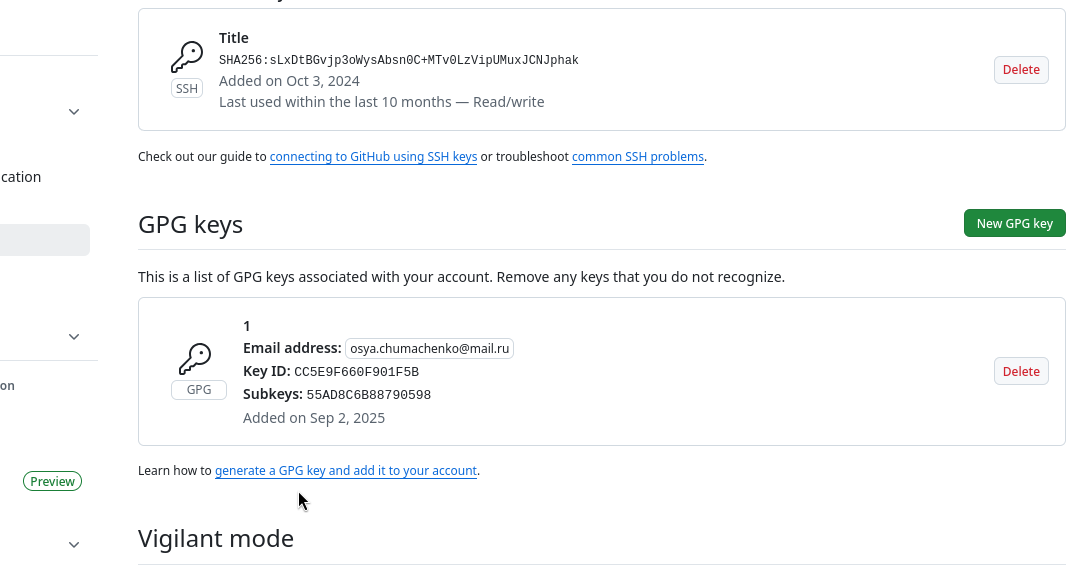 Title
SHA256:sLxDtBGvjp3oWysAbsn0C+MTv0LzVipUMuxJCNJphak
Added on Oct 3, 2024
Last used within the last 10 months — Read/write
SSH
Delete
Check out our guide to connecting to GitHub using SSH keys or troubleshoot common SSH problems.
cation
GPG keys
New GPG key
This is a list of GPG keys associated with your account. Remove any keys that you do not recognize.
1
Email address: osya.chumachenko@mail.ru
Key ID: CC5E9F660F901F5B
Subkeys: 55AD8C6B88790598
Added on Sep 2, 2025
GPG
Delete
on
Learn how to generate a GPG key and add it to your account.
Preview
Vigilant mode